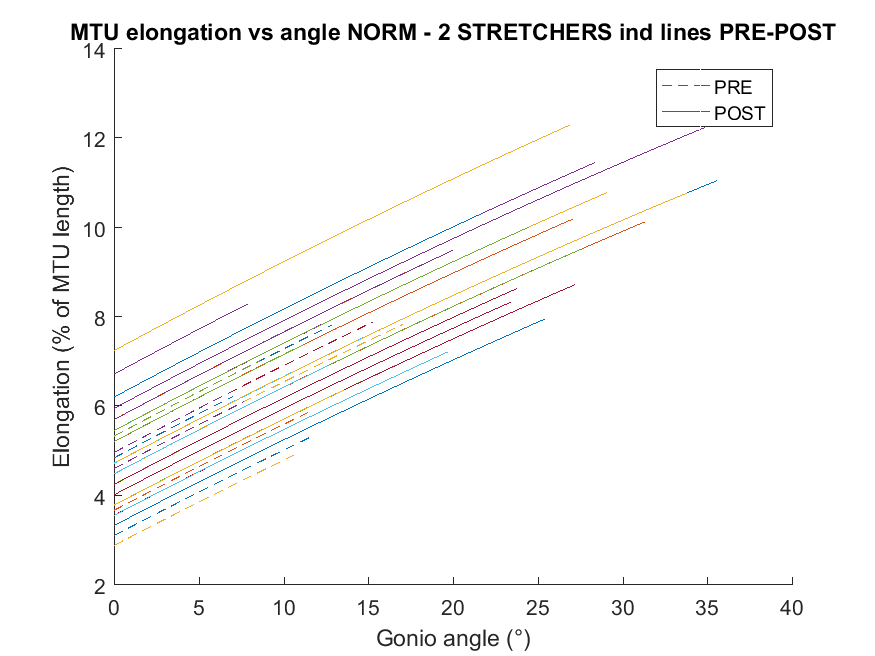 MTU elongation vs angle NORM - 2 STRETCHERS ind lines PRE-POST
14
12
10
8
6
4
2
Elongation (% of MTU length)
PRE
POST
0 5 10 15 20 25 30 35 40
Gonio angle (°)